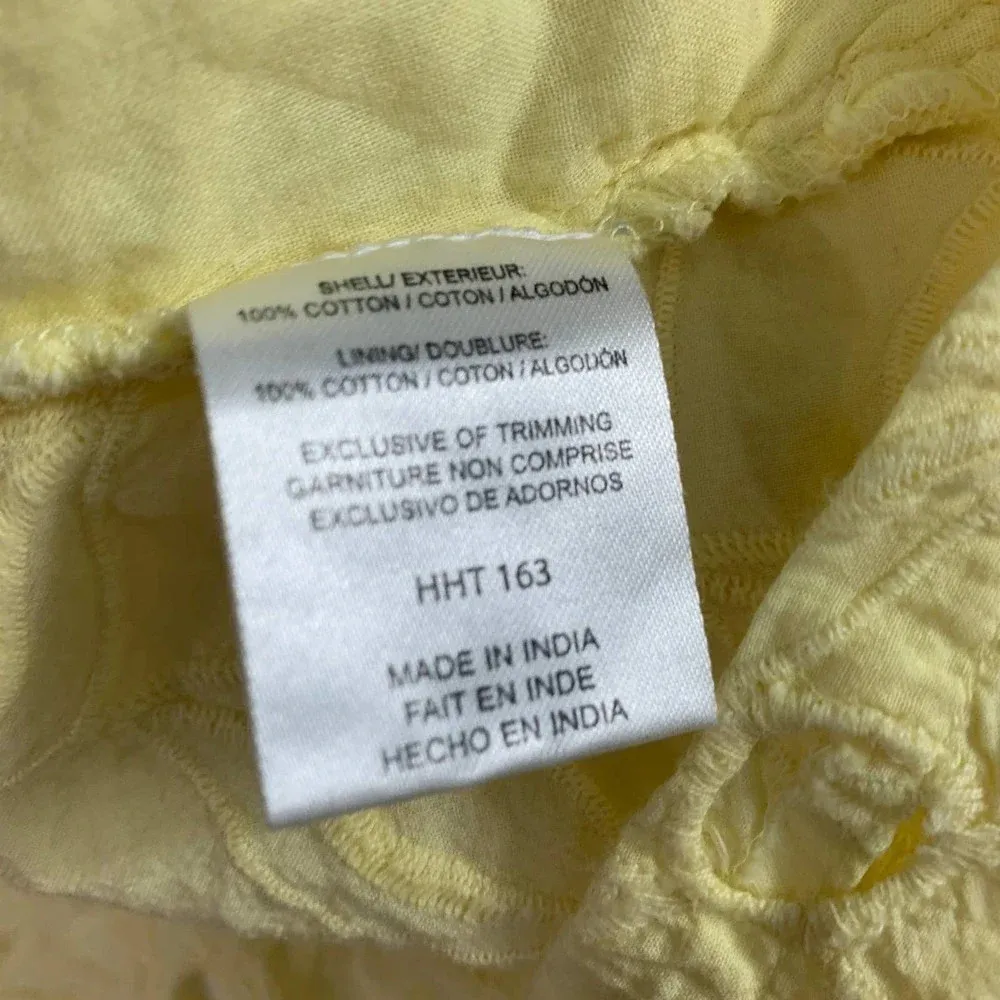 SHELL/ EXTERIEUR:
100% COTTON / COTON / ALGODÓN
LINING/ DOUBLURE:
100% COTTON / COTON / ALGODÓN
EXCLUSIVE OF TRIMMING
GARNITURE NON COMPRISE
EXCLUSIVO DE ADORNOS
HHT 163
MADE IN INDIA
FAIT EN INDE
HECHO EN INDIA